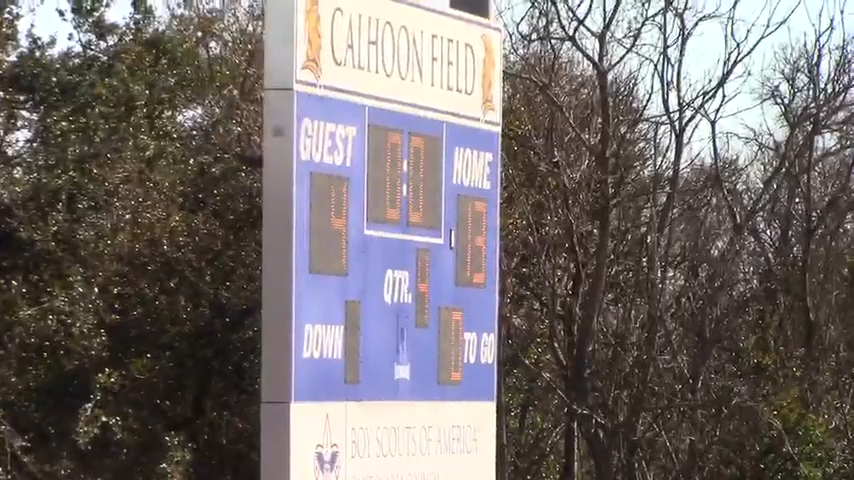 CALHOON FIELD
GUEST
HOME
QTR.
DOWN
TO GO
BOY SCOUTS OF AMERICA